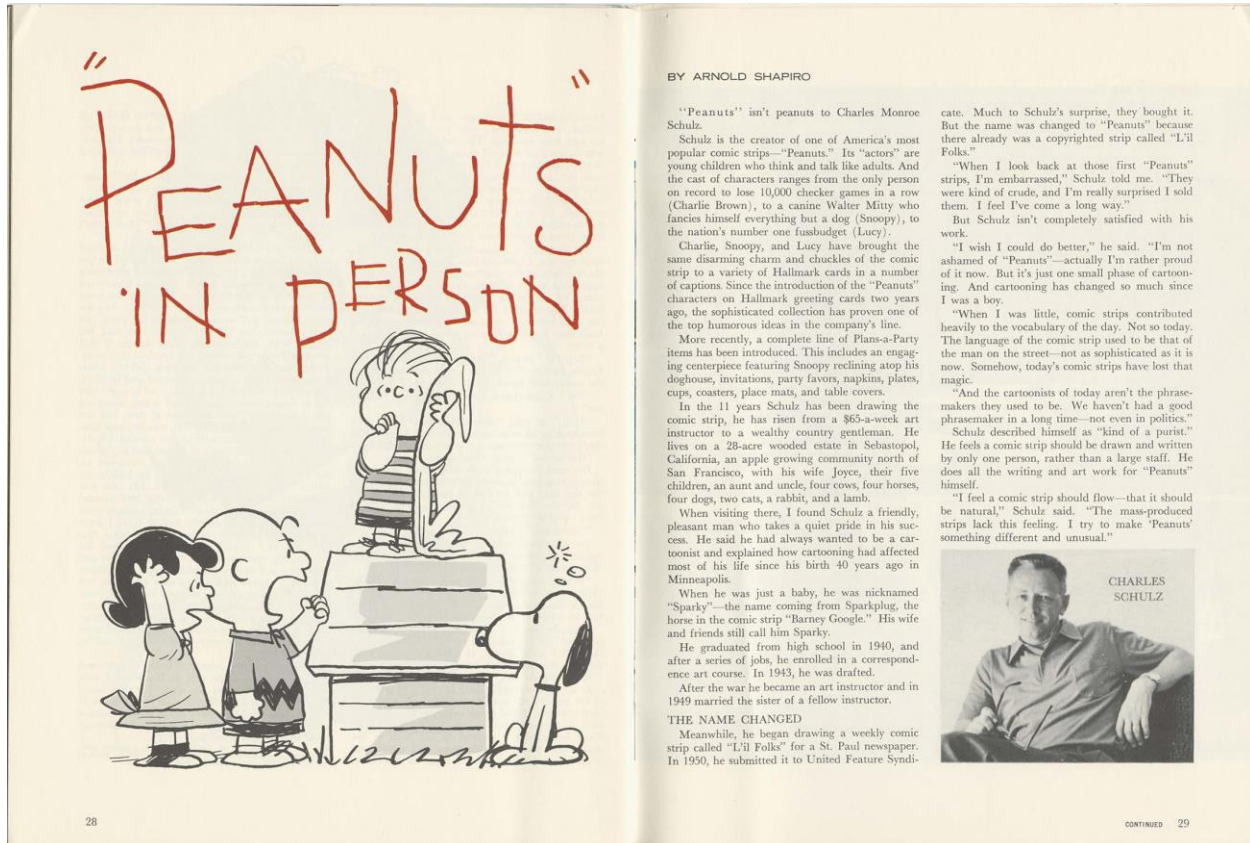 "PEANUTS"
IN PERSON
28
BY ARNOLD SHAPIRO
"Peanuts" isn't peanuts to Charles Monroe
Schulz.
Schulz is the creator of one of America's most
popular comic strips—"Peanuts." Its "actors" are
young children who think and talk like adults. And
the cast of characters ranges from the only person
on record to lose 10,000 checker games in a row
(Charlie Brown), to a canine Walter Mitty who
fancies himself everything but a dog (Snoopy), to
the nation's number one fussbudget (Lucy).
Charlie, Snoopy, and Lucy have brought the
same disarming charm and chuckles of the comic
strip to a variety of Hallmark cards in a number
of captions. Since the introduction of the "Peanuts"
characters on Hallmark greeting cards two years
ago, the sophisticated collection has proven one of
the top humorous ideas in the company's line.
More recently, a complete line of Plans-a-Party
items has been introduced. This includes an engag-
ing centerpiece featuring Snoopy reclining atop his
doghouse, invitations, party favors, napkins, plates,
cups, coasters, place mats, and table covers.
In the 11 years Schulz has been drawing the
comic strip, he has risen from a $65-a-week art
instructor to a wealthy country gentleman. He
lives on a 28-acre wooded estate in Sebastopol,
California, an apple growing community north of
San Francisco, with his wife Joyce, their five
children, an aunt and uncle, four cows, four horses,
four dogs, two cats, a rabbit, and a lamb.
When visiting there, I found Schulz a friendly,
pleasant man who takes a quiet pride in his suc-
cess. He said he had always wanted to be a car-
toonist and explained how cartooning had affected
most of his life since his birth 40 years ago in
Minneapolis.
When he was just a baby, he was nicknamed
"Sparky"—the name coming from Sparkplug, the
horse in the comic strip "Barney Google." His wife
and friends still call him Sparky.
He graduated from high school in 1940, and
after a series of jobs, he enrolled in a correspond-
ence art course. In 1943, he was drafted.
After the war he became an art instructor and in
1949 married the sister of a fellow instructor.
THE NAME CHANGED
Meanwhile, he began drawing a weekly comic
strip called "L'il Folks" for a St. Paul newspaper.
In 1950, he submitted it to United Feature Syndi-
cate. Much to Schulz's surprise, they bought it.
But the name was changed to "Peanuts" because
there already was a copyrighted strip called "L'il
Folks."
"When I look back at those first "Peanuts"
strips, I'm embarrassed," Schulz told me. "They
were kind of crude, and I'm really surprised I sold
them. I feel I've come a long way."
But Schulz isn't completely satisfied with his
work.
"I wish I could do better," he said. "I'm not
ashamed of "Peanuts"—actually I'm rather proud
of it now. But it's just one small phase of cartoon-
ing. And cartooning has changed so much since
I was a boy.
"When I was little, comic strips contributed
heavily to the vocabulary of the day. Not so today.
The language of the comic strip used to be that of
the man on the street—not as sophisticated as it is
now. Somehow, today's comic strips have lost that
magic.
"And the cartoonists of today aren't the phrase-
makers they used to be. We haven't had a good
phrasemaker in a long time—not even in politics."
Schulz described himself as "kind of a purist."
He feels a comic strip should be drawn and written
by only one person, rather than a large staff. He
does all the writing and art work for "Peanuts"
himself.
"I feel a comic strip should flow—that it should
be natural," Schulz said. "The mass-produced
strips lack this feeling. I try to make 'Peanuts'
something different and unusual."
CHARLES
SCHULZ
CONTINUED 29